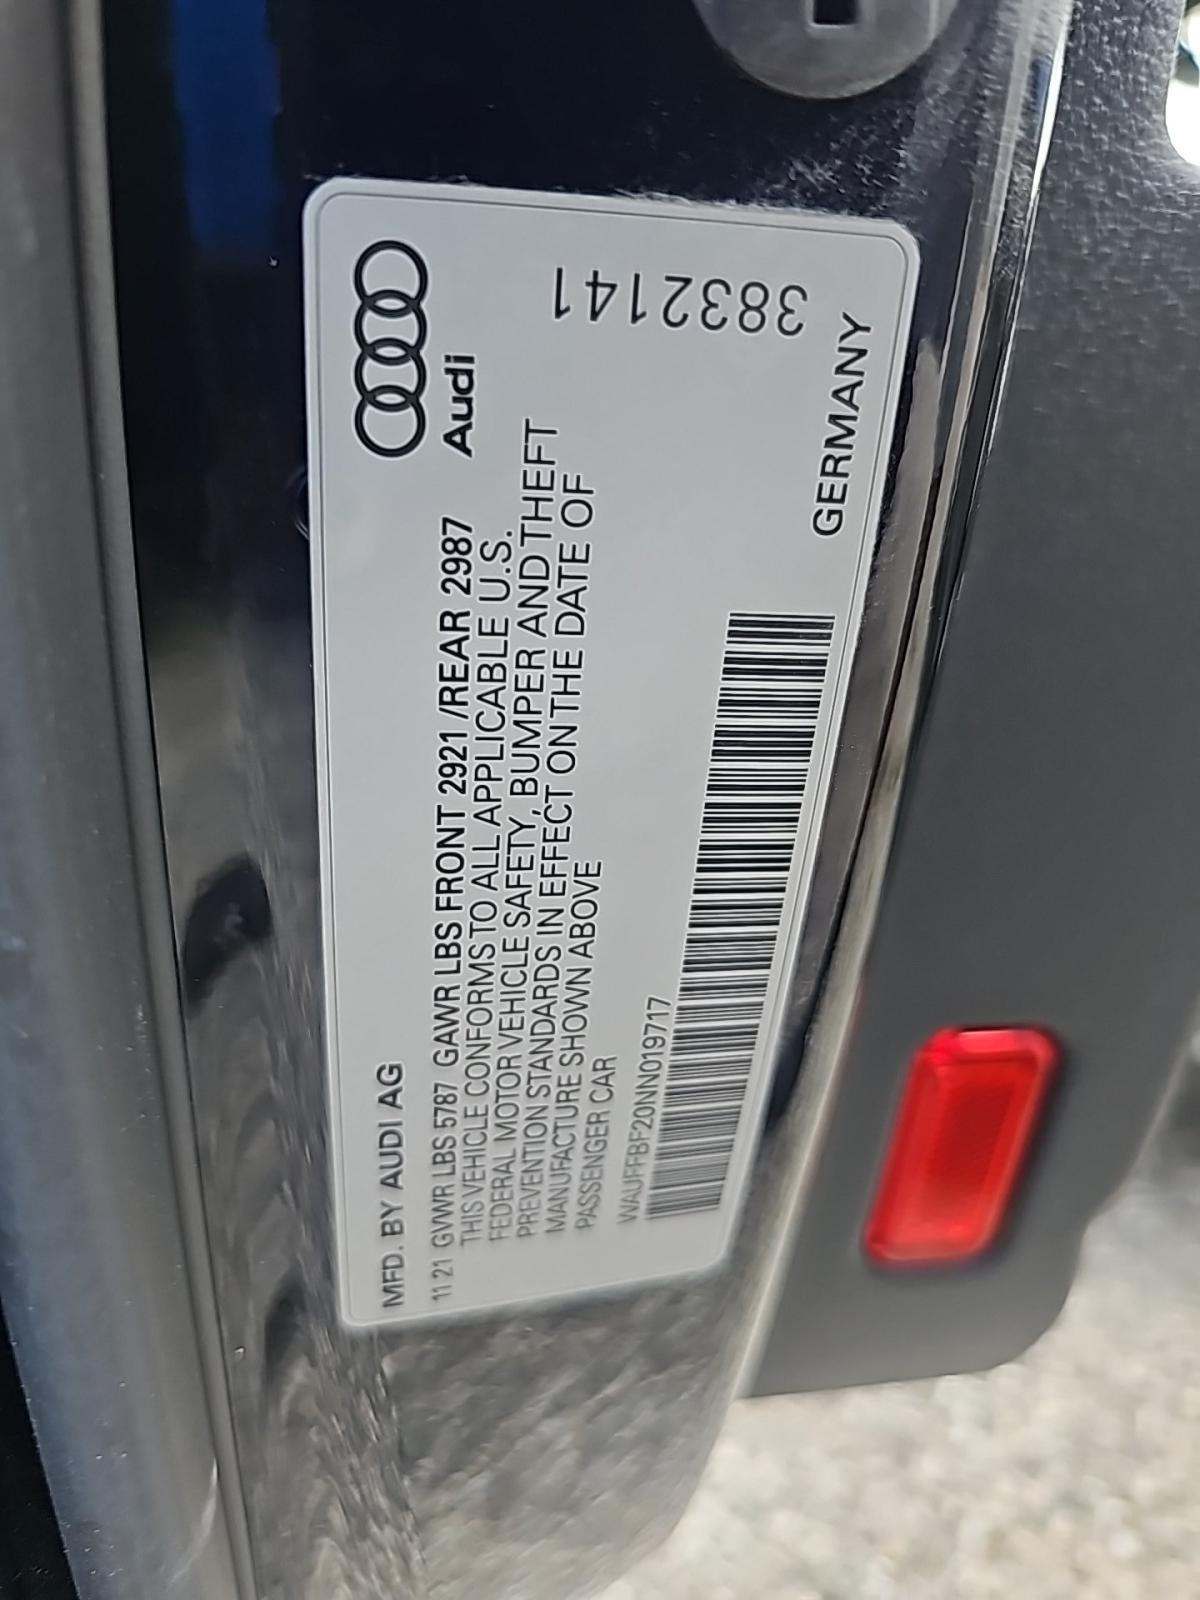 MFD. BY AUDI AG
Audi
11 21 GVWR LBS 5787 GAWR LBS FRONT 2921 /REAR 2987
THIS VEHICLE CONFORMS TO ALL APPLICABLE U.S.
FEDERAL MOTOR VEHICLE SAFETY, BUMPER AND THEFT
PREVENTION STANDARDS IN EFFECT ON THE DATE OF
MANUFACTURE SHOWN ABOVE
PASSENGER CAR
WAUFFBF20NN019717
3832141
GERMANY